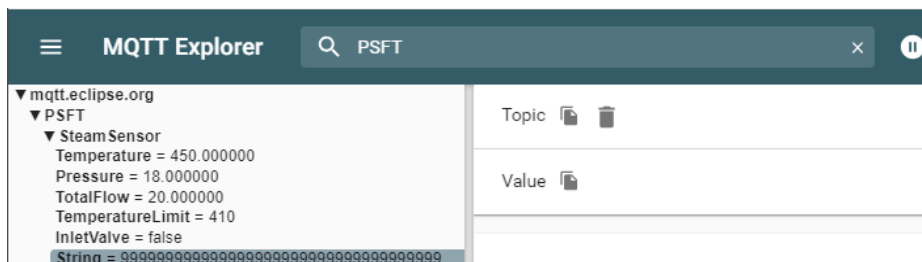 MQTT Explorer
PSFT
mqtt.eclipse.org
PSFT
SteamSensor
Temperature = 450.000000
Pressure = 18.000000
TotalFlow = 20.000000
TemperatureLimit = 410
InletValve = false
String =
Topic
Value